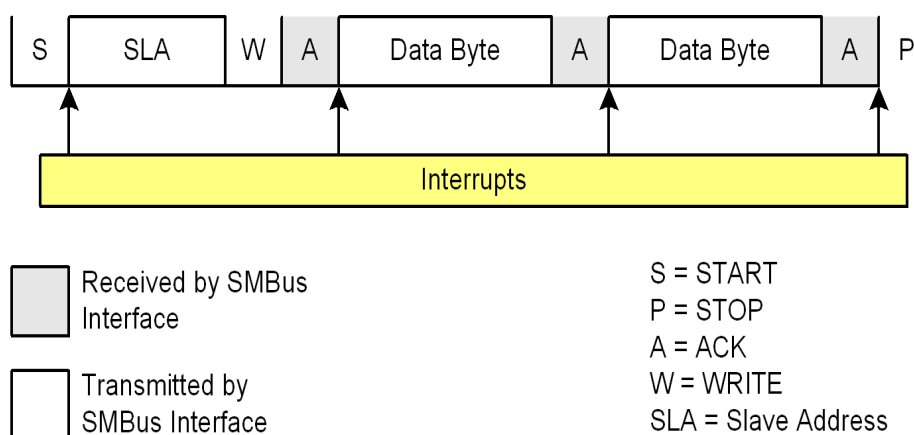 S SLA W A Data Byte A Data Byte A P
Interrupts
Received by SMBus
Interface
Transmitted by
SMBus Interface
S = START
P = STOP
A = ACK
W = WRITE
SLA = Slave Address